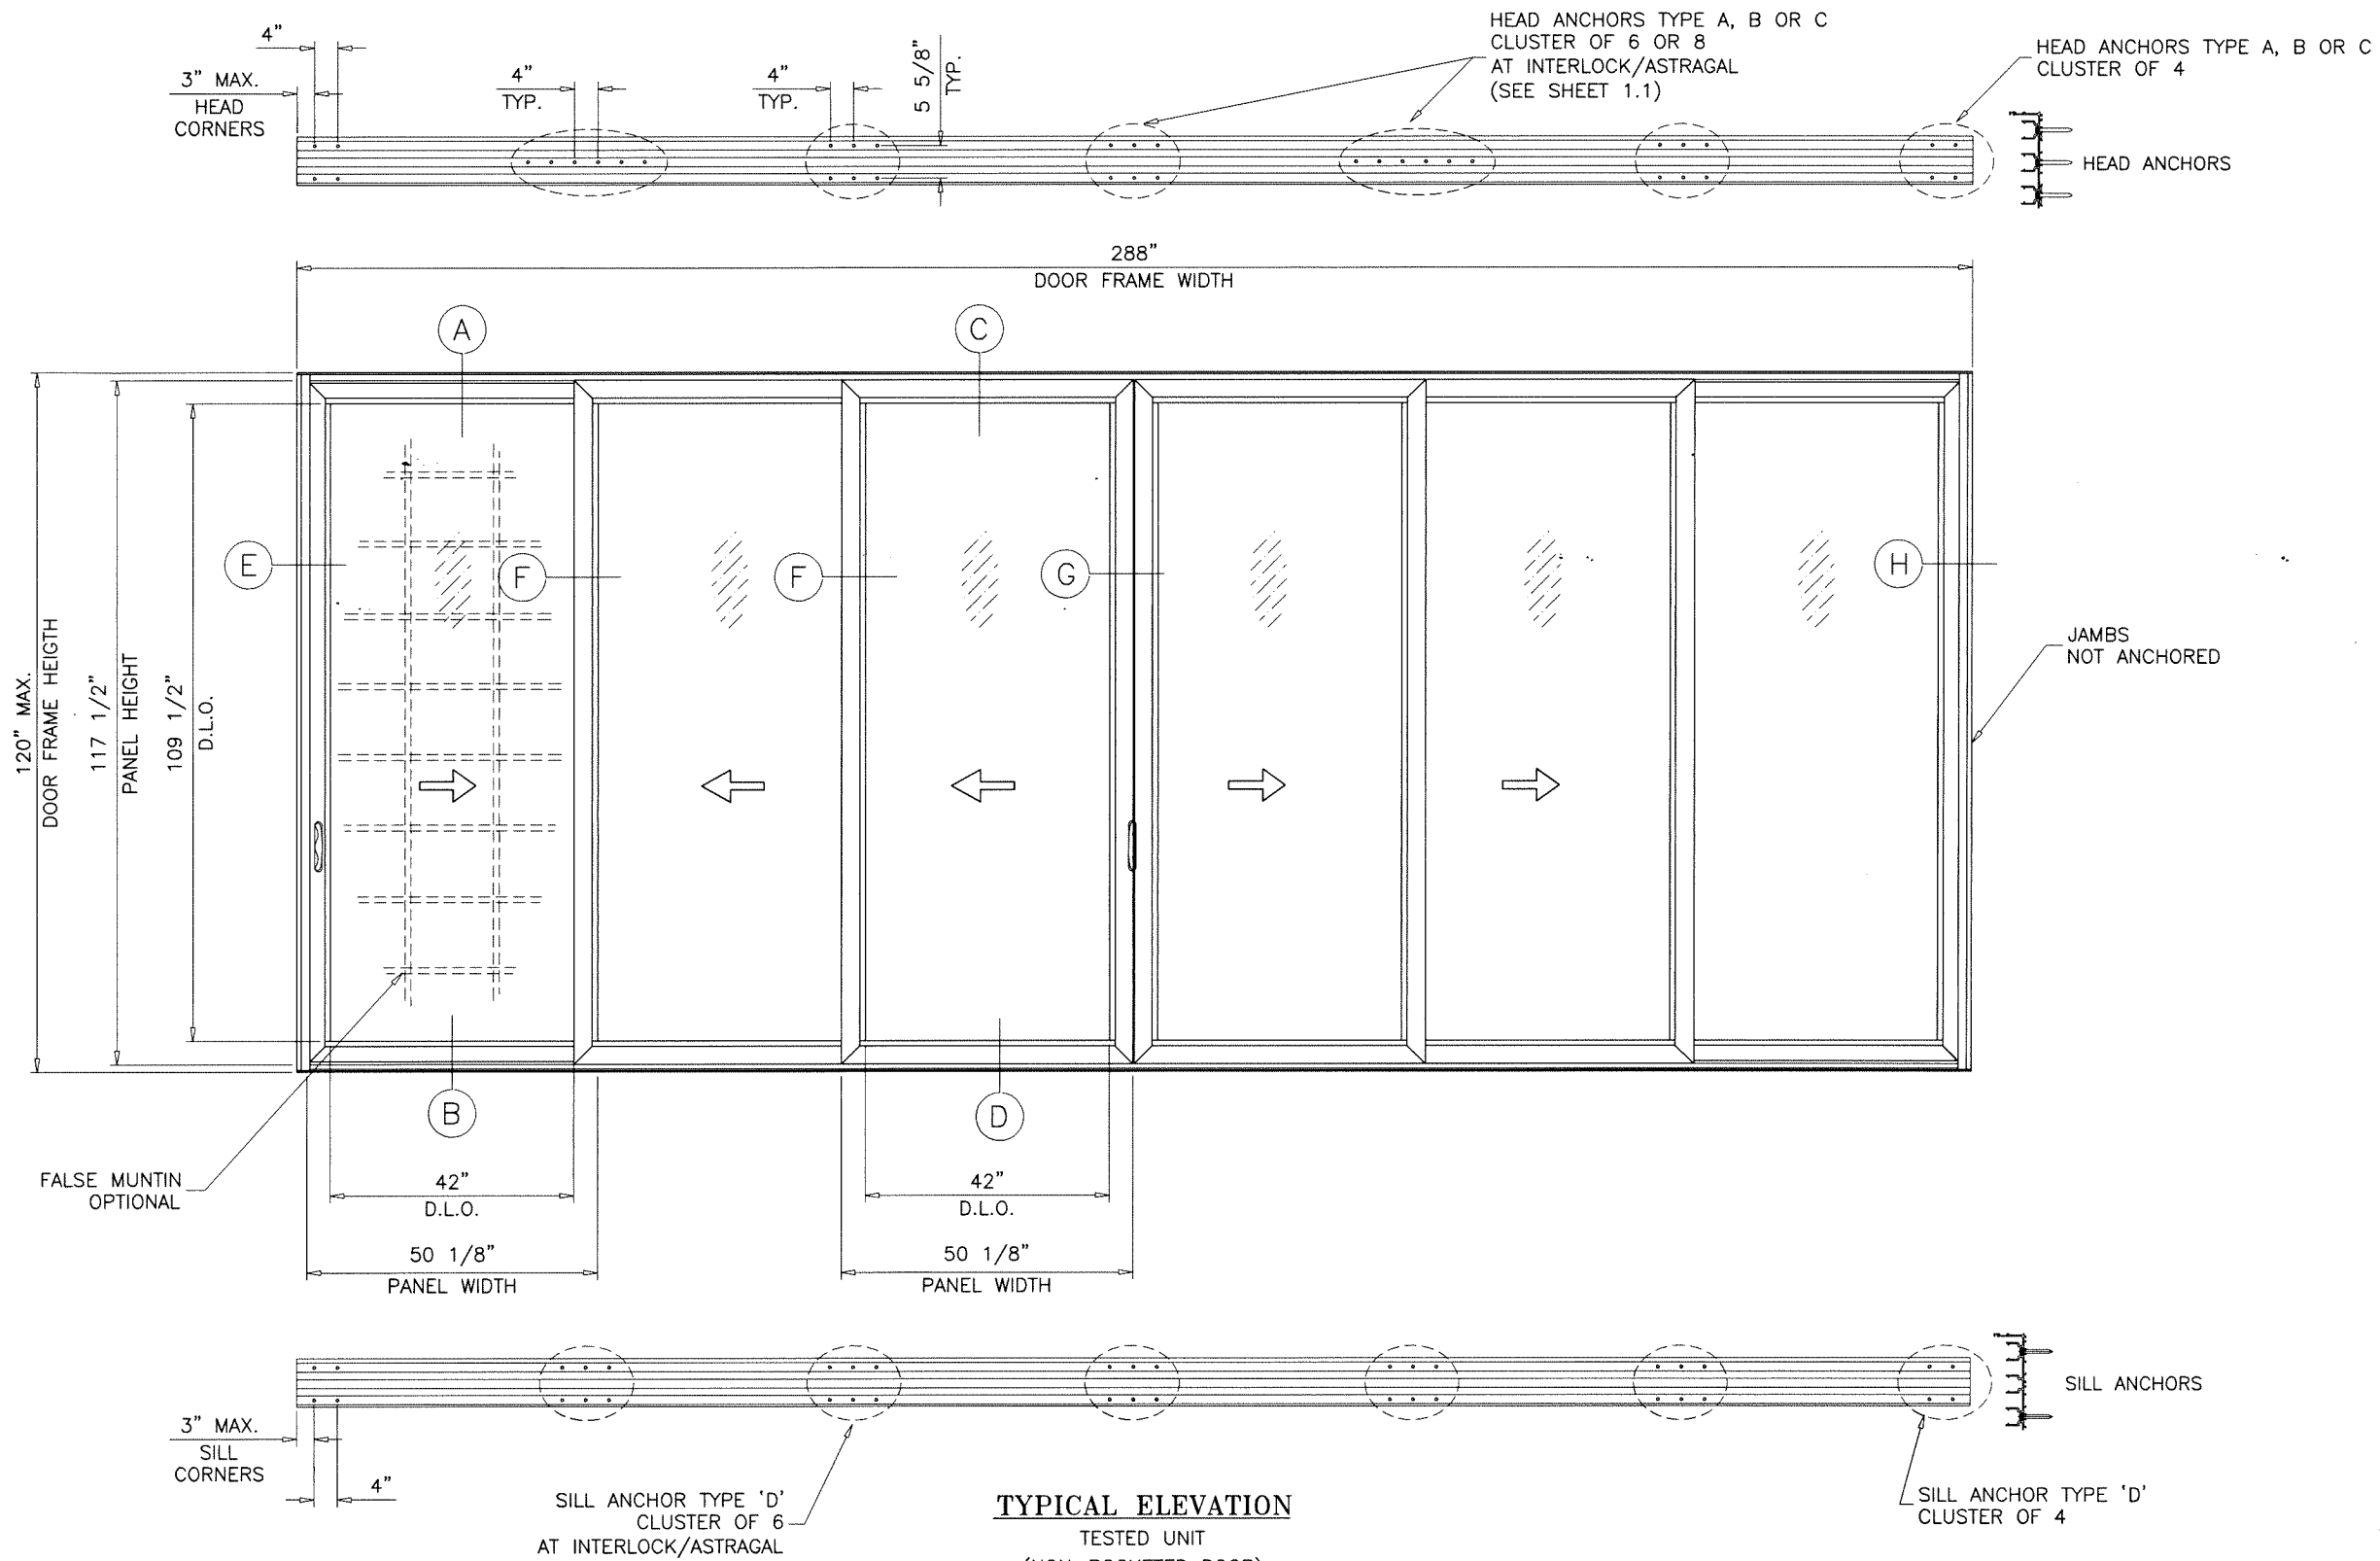 HEAD ANCHORS TYPE A, B OR C
CLUSTER OF 6 OR 8
AT INTERLOCK/ASTRAGAL
(SEE SHEET 1.1)
HEAD ANCHORS TYPE A, B OR C
CLUSTER OF 4
4"
3" MAX.
HEAD
CORNERS
4"
TYP.
4"
TYP.
5 5/8"
TYP.
HEAD ANCHORS
288"
DOOR FRAME WIDTH
A
C
E
F
F
G
H
120" MAX.
DOOR FRAME HEIGTH
117 1/2"
PANEL HEIGHT
109 1/2"
D.L.O.
JAMBS
NOT ANCHORED
B
D
FALSE MUNTIN
OPTIONAL
42"
D.L.O.
42"
D.L.O.
50 1/8"
PANEL WIDTH
50 1/8"
PANEL WIDTH
SILL ANCHORS
3" MAX.
SILL
CORNERS
4"
SILL ANCHOR TYPE 'D'
CLUSTER OF 6
AT INTERLOCK/ASTRAGAL
TYPICAL ELEVATION
TESTED UNIT
SILL ANCHOR TYPE 'D'
CLUSTER OF 4